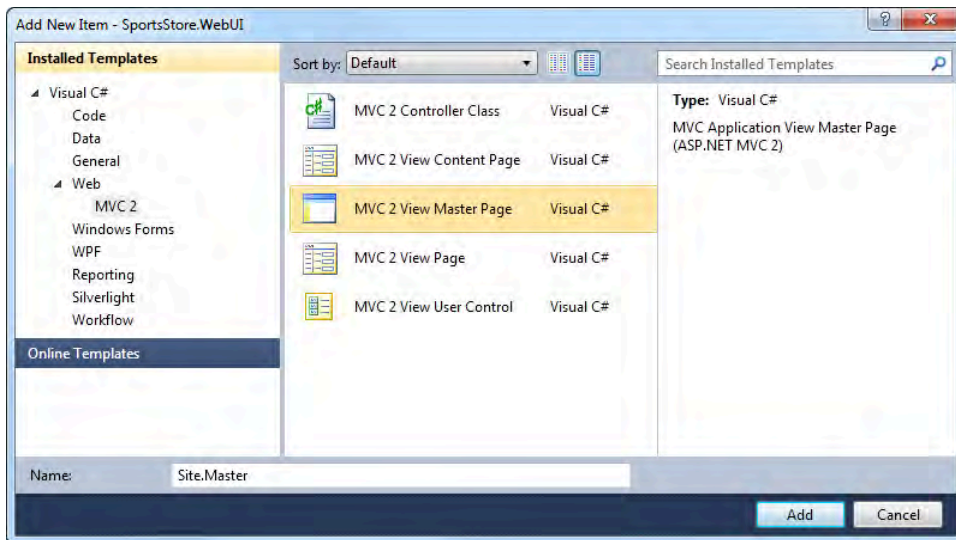 Add New Item - SportsStore.WebUI
Installed Templates
Visual C#
Code
Data
General
Web
MVC 2
Windows Forms
WPF
Reporting
Silverlight
Workflow
Online Templates
Sort by: Default
MVC 2 Controller Class Visual C#
MVC 2 View Content Page Visual C#
MVC 2 View Master Page Visual C#
MVC 2 View Page Visual C#
MVC 2 View User Control Visual C#
Search Installed Templates
Type: Visual C#
MVC Application View Master Page
(ASP.NET MVC 2)
Name: Site.Master
Add Cancel